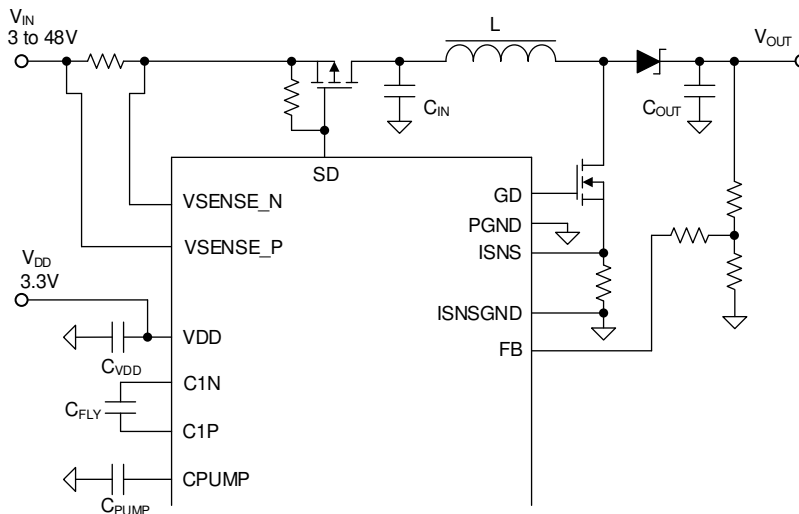 VIN
3 to 48V
L
VOUT
CIN
COUT
SD
VSENSE_N
GD
PGND
VSENSE_P
ISNS
VDD
3.3V
ISNSGND
VDD
FB
CVDD
C1N
CFLY
C1P
CPUMP
CPUMP